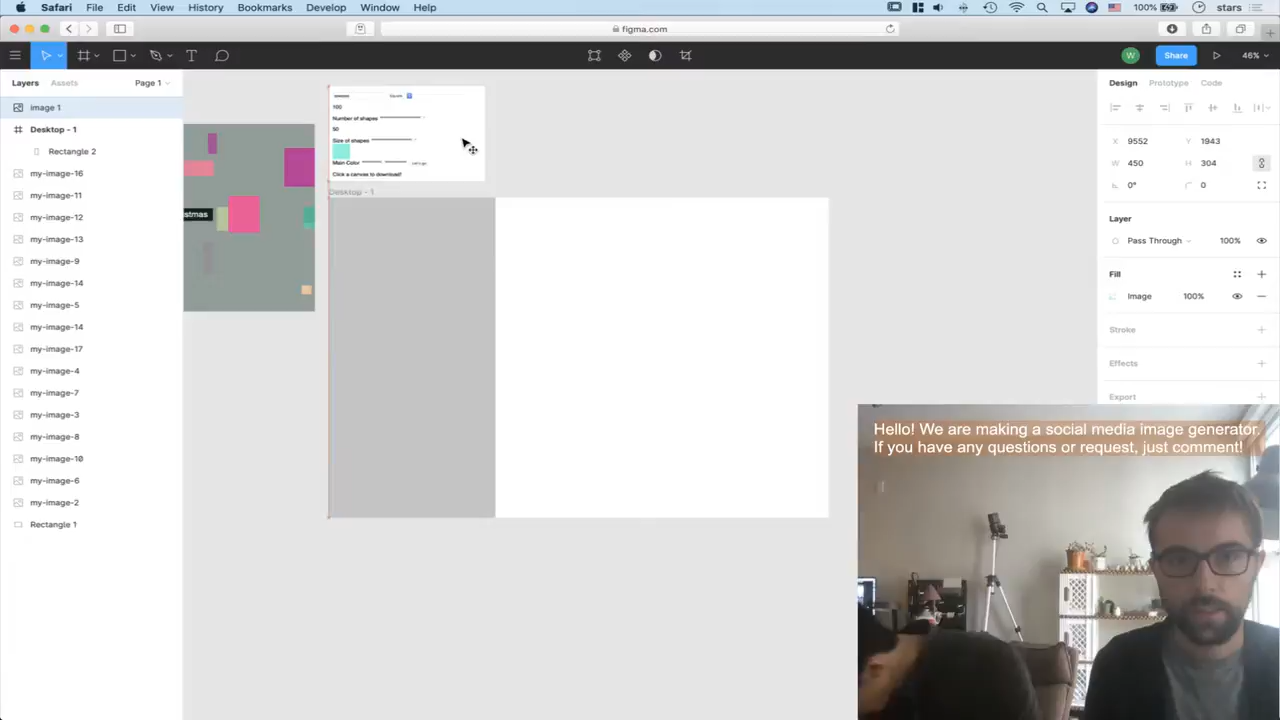 Safari File Edit View History Bookmarks Develop Window Help 100% stars
figma.com
W Share 46%
Layers Assets Page 1
Design Prototype Code
image 1
Desktop - 1
Rectangle 2
my-image-16
my-image-11
my-image-12
my-image-13
my-image-9
my-image-14
my-image-5
my-image-14
my-image-17
my-image-4
my-image-7
my-image-3
my-image-8
my-image-10
my-image-6
my-image-2
Rectangle 1
stmas
Square
100
Number of shapes
50
Size of shapes
Main Color
Click a canvas to download!
Desktop - 1
X 9552 Y 1943
W 450 H 304
0° 0
Layer
Pass Through 100%
Fill
Image 100%
Stroke
Effects
Export
Hello! We are making a social media image generator.
If you have any questions or request, just comment!